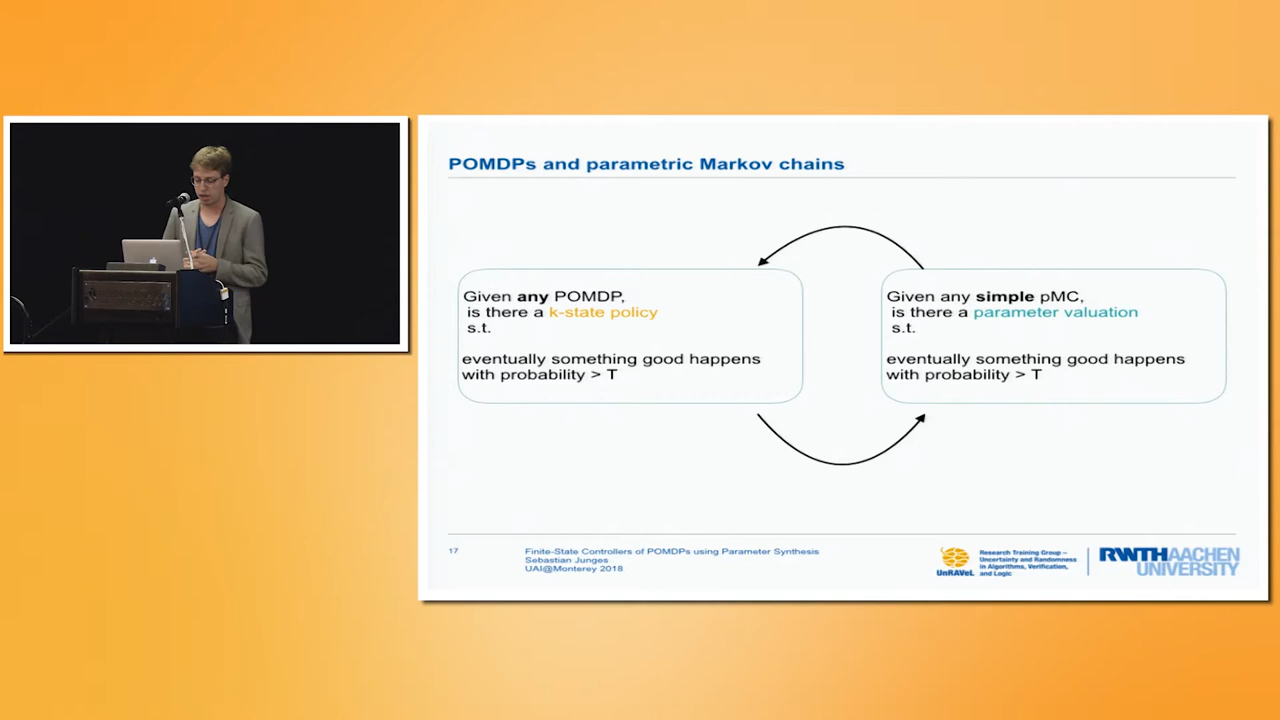 POMDPs and parametric Markov chains
Given any POMDP,
is there a k-state policy
s.t.
eventually something good happens
with probability > T
Given any simple pMC,
is there a parameter valuation
s.t.
eventually something good happens
with probability > T
17
Finite-State Controllers of POMDPs using Parameter Synthesis
Sebastian Junges
UAI@Monterey 2018
UnRAVeL
Research Training Group –
Uncertainty and Randomness
in Algorithms, Verification,
and Logic
RWTH AACHEN
UNIVERSITY